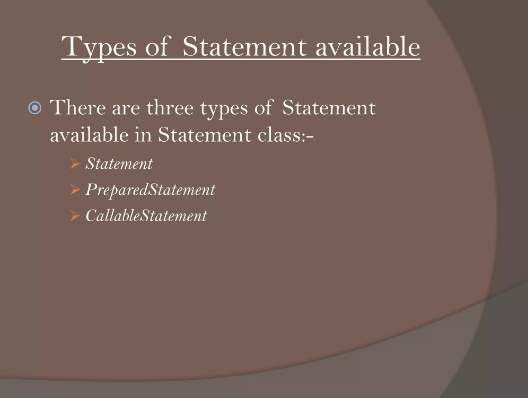 Types of Statement available
There are three types of Statement
available in Statement class:-
Statement
PreparedStatement
CallableStatement